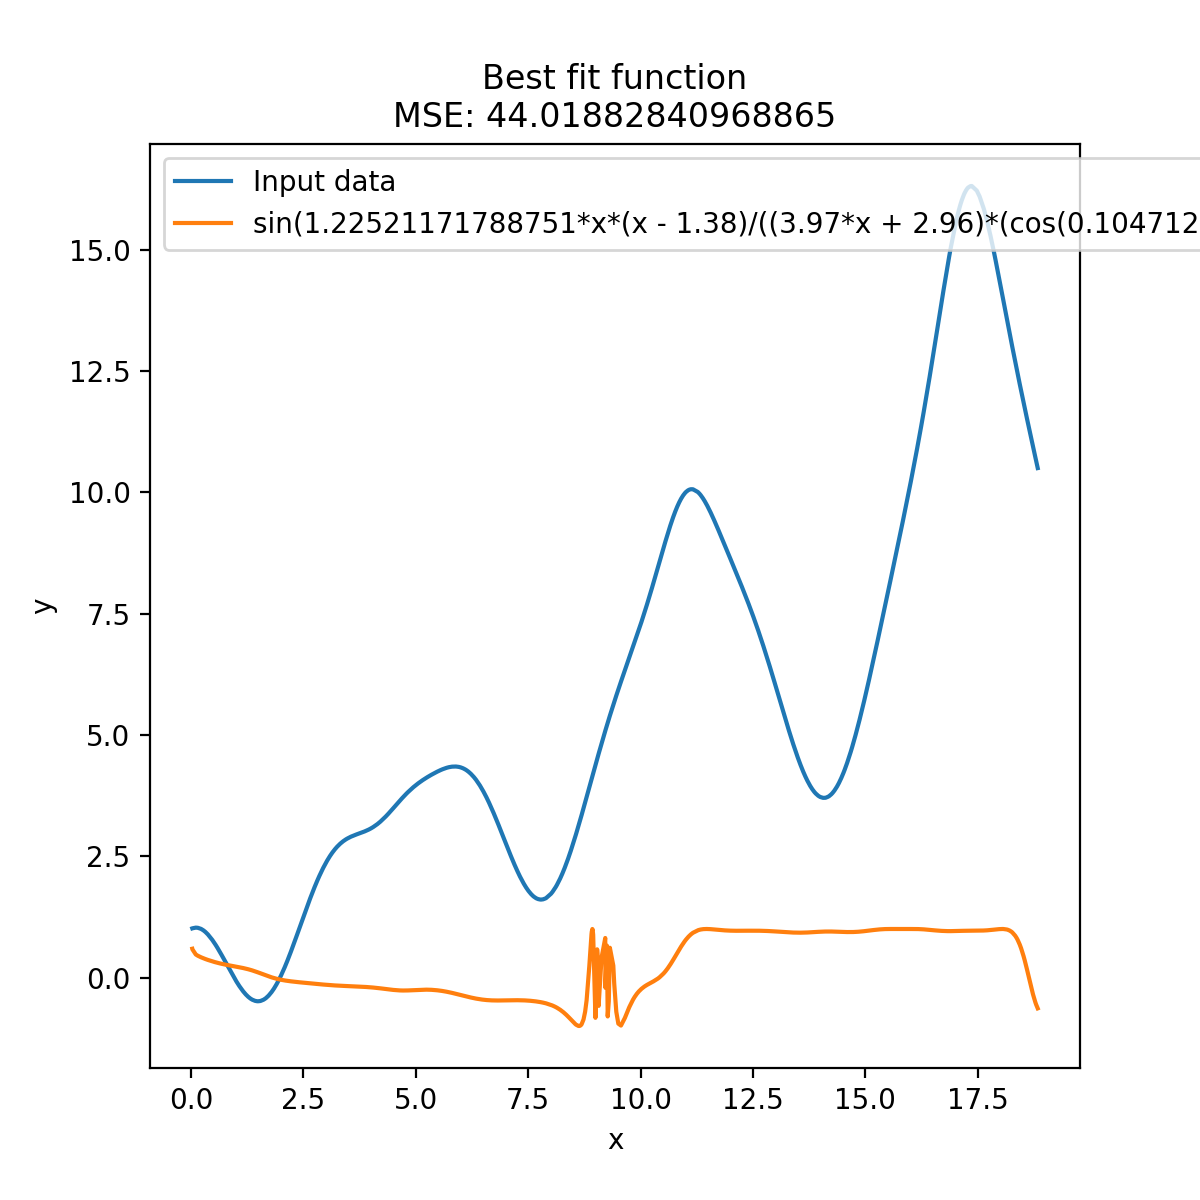 Best fit function
MSE: 44.01882840968865
Input data
sin(1.22521171788751*x*(x - 1.38)/((3.97*x + 2.96)*(cos(0.104712
15.0
12.5
10.0
7.5
5.0
2.5
0.0
y
0.0 2.5 5.0 7.5 10.0 12.5 15.0 17.5
x